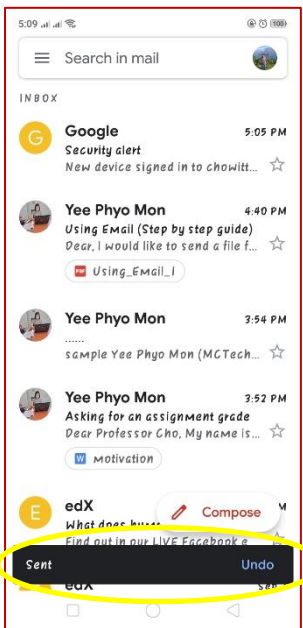 5:09
100
Search in mail
INBOX
G
Google
5:05 PM
Security alert
New device signed in to chowitt...
Yee Phyo Mon
4:40 PM
Using Email (Step by step guide)
Dear, I would like to send a file f...
PDF
Using_Email_1
Yee Phyo Mon
3:54 PM
......
sample Yee Phyo Mon (MCTech...
Yee Phyo Mon
3:52 PM
Asking for an assignment grade
Dear Professor Cho, My name is...
W
motivation
E
edX
M
Compose
What does
Find out in our LIVE Facebook e
Sent
Undo
edX